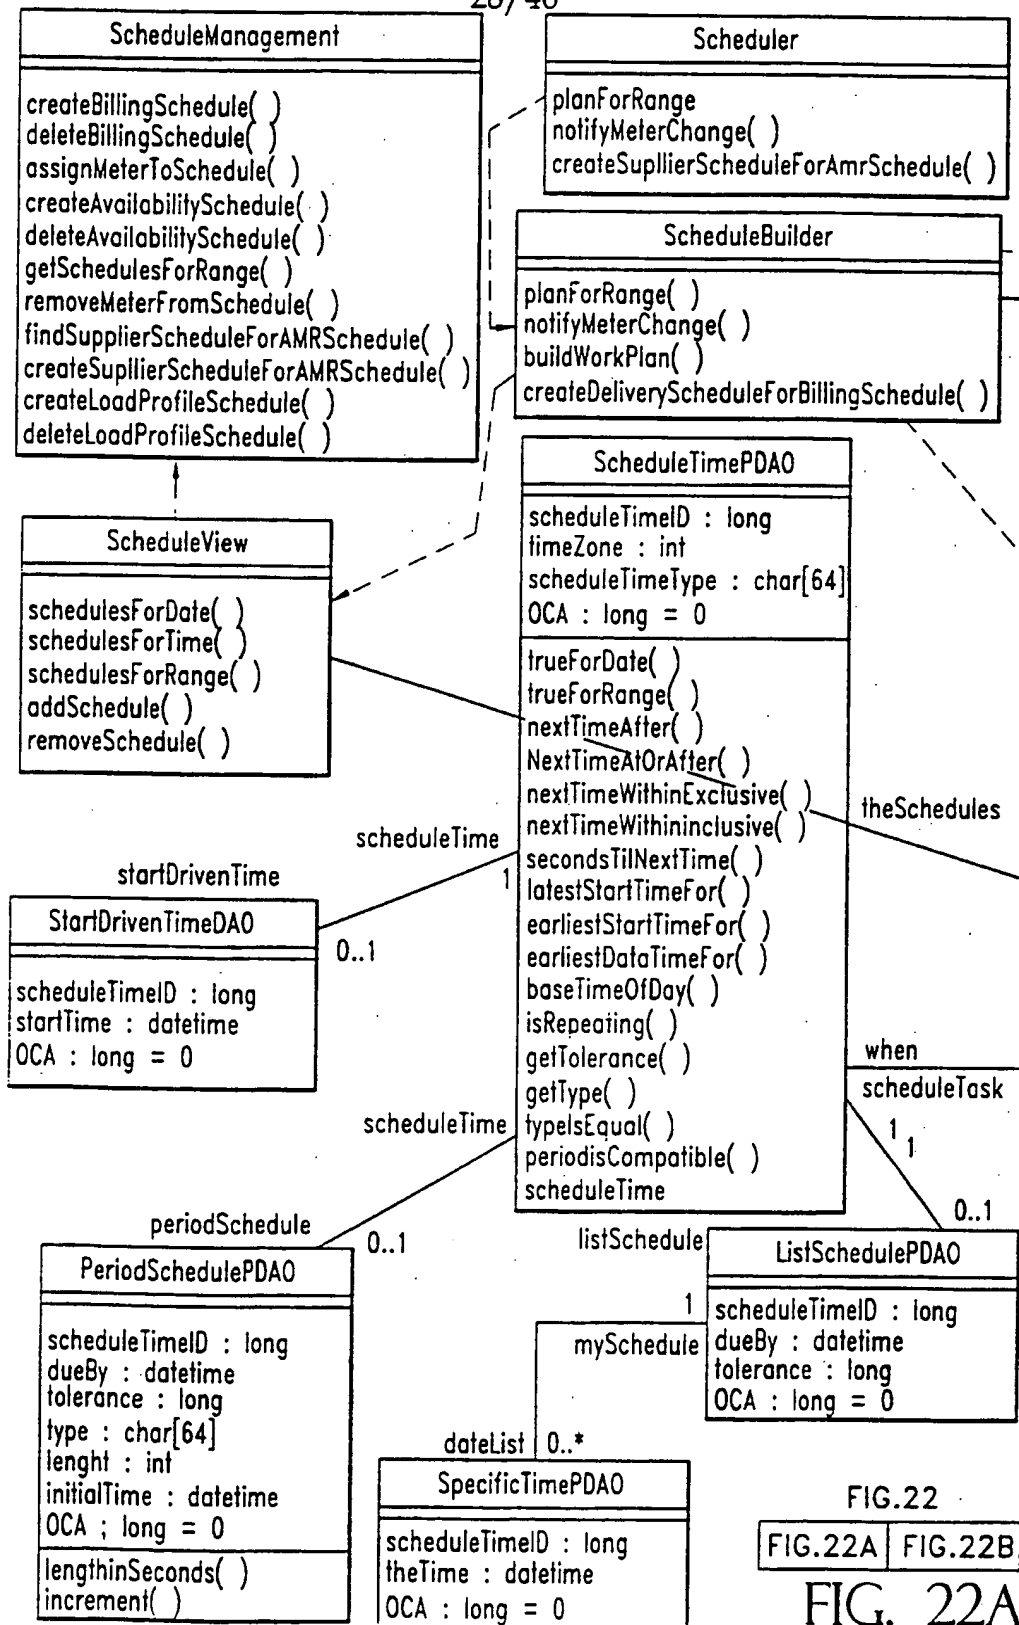 ScheduleManagement
createBillingSchedule( )
deleteBillingSchedule( )
assignMeterToSchedule( )
createAvailabilitySchedule( )
deleteAvailabilitySchedule( )
getSchedulesForRange( )
removeMeterFromSchedule( )
findSupplierScheduleForAMRSchedule( )
createSupllierScheduleForAMRSchedule( )
createLoadProfileSchedule( )
deleteLoadProfileSchedule( )
Scheduler
planForRange
notifyMeterChange( )
createSupllierScheduleForAmrSchedule( )
ScheduleBuilder
planForRange( )
notifyMeterChange( )
buildWorkPlan( )
createDeliveryScheduleForBillingSchedule( )
ScheduleView
schedulesForDate( )
schedulesForTime( )
schedulesForRange( )
addSchedule( )
removeSchedule( )
ScheduleTimePDAO
scheduleTimeID : long
timeZone : int
scheduleTimeType : char[64]
OCA : long = 0
trueForDate( )
trueForRange( )
nextTimeAfter( )
NextTimeAtOrAfter( )
nextTimeWithinExclusive( )
nextTimeWithininclusive( )
secondsTilNextTime( )
latestStartTimeFor( )
earliestStartTimeFor( )
earliestDataTimeFor( )
baseTimeOfDay( )
isRepeating( )
getTolerance( )
getType( )
typeIsEqual( )
periodisCompatible( )
scheduleTime
theSchedules
scheduleTime
1
startDrivenTime
0..1
StartDrivenTimeDAO
scheduleTimeID : long
startTime : datetime
OCA : long = 0
when
scheduleTask
1
1
0..1
scheduleTime
periodSchedule
0..1
PeriodSchedulePDAO
scheduleTimeID : long
dueBy : datetime
tolerance : long
type : char[64]
lenght : int
initialTime : datetime
OCA ; long = 0
lengthinSeconds( )
increment( )
listSchedule
ListSchedulePDAO
scheduleTimeID : long
dueBy : datetime
tolerance : long
OCA : long = 0
1
mySchedule
dateList
0..*
SpecificTimePDAO
scheduleTimeID : long
theTime : datetime
OCA : long = 0
FIG.22
FIG.22A FIG.22B
FIG. 22A